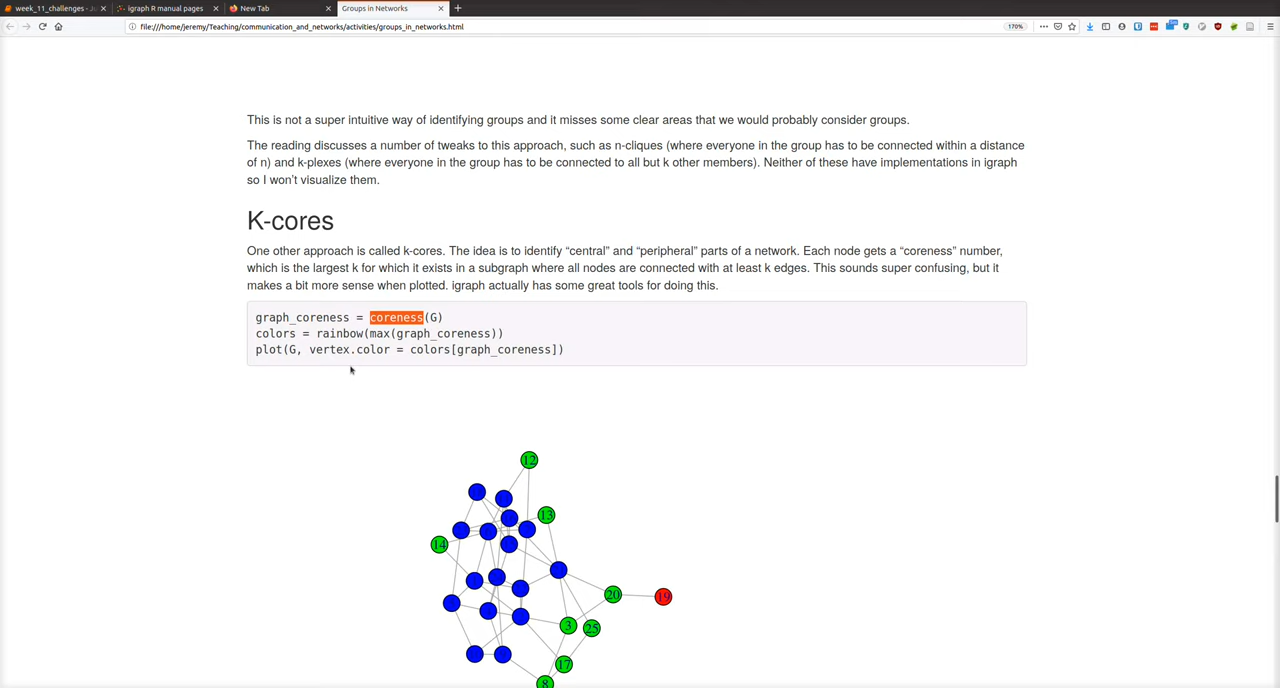 week_11_challenges - Ju
igraph R manual pages
New Tab
Groups in Networks
file:///home/jeremy/Teaching/communication_and_networks/activities/groups_in_networks.html
170%
This is not a super intuitive way of identifying groups and it misses some clear areas that we would probably consider groups.
The reading discusses a number of tweaks to this approach, such as n-cliques (where everyone in the group has to be connected within a distance
of n) and k-plexes (where everyone in the group has to be connected to all but k other members). Neither of these have implementations in igraph
so I won’t visualize them.
K-cores
One other approach is called k-cores. The idea is to identify “central” and “peripheral” parts of a network. Each node gets a “coreness” number,
which is the largest k for which it exists in a subgraph where all nodes are connected with at least k edges. This sounds super confusing, but it
makes a bit more sense when plotted. igraph actually has some great tools for doing this.
graph_coreness = coreness(G)
colors = rainbow(max(graph_coreness))
plot(G, vertex.color = colors[graph_coreness])
12
13
14
20
19
3
25
17
8